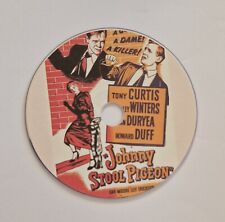 A DAME!
A KILLER!
TONY CURTIS
WINTERS
DURYEA
HOWARD DUFF
Johnny
STOOL PIGEON